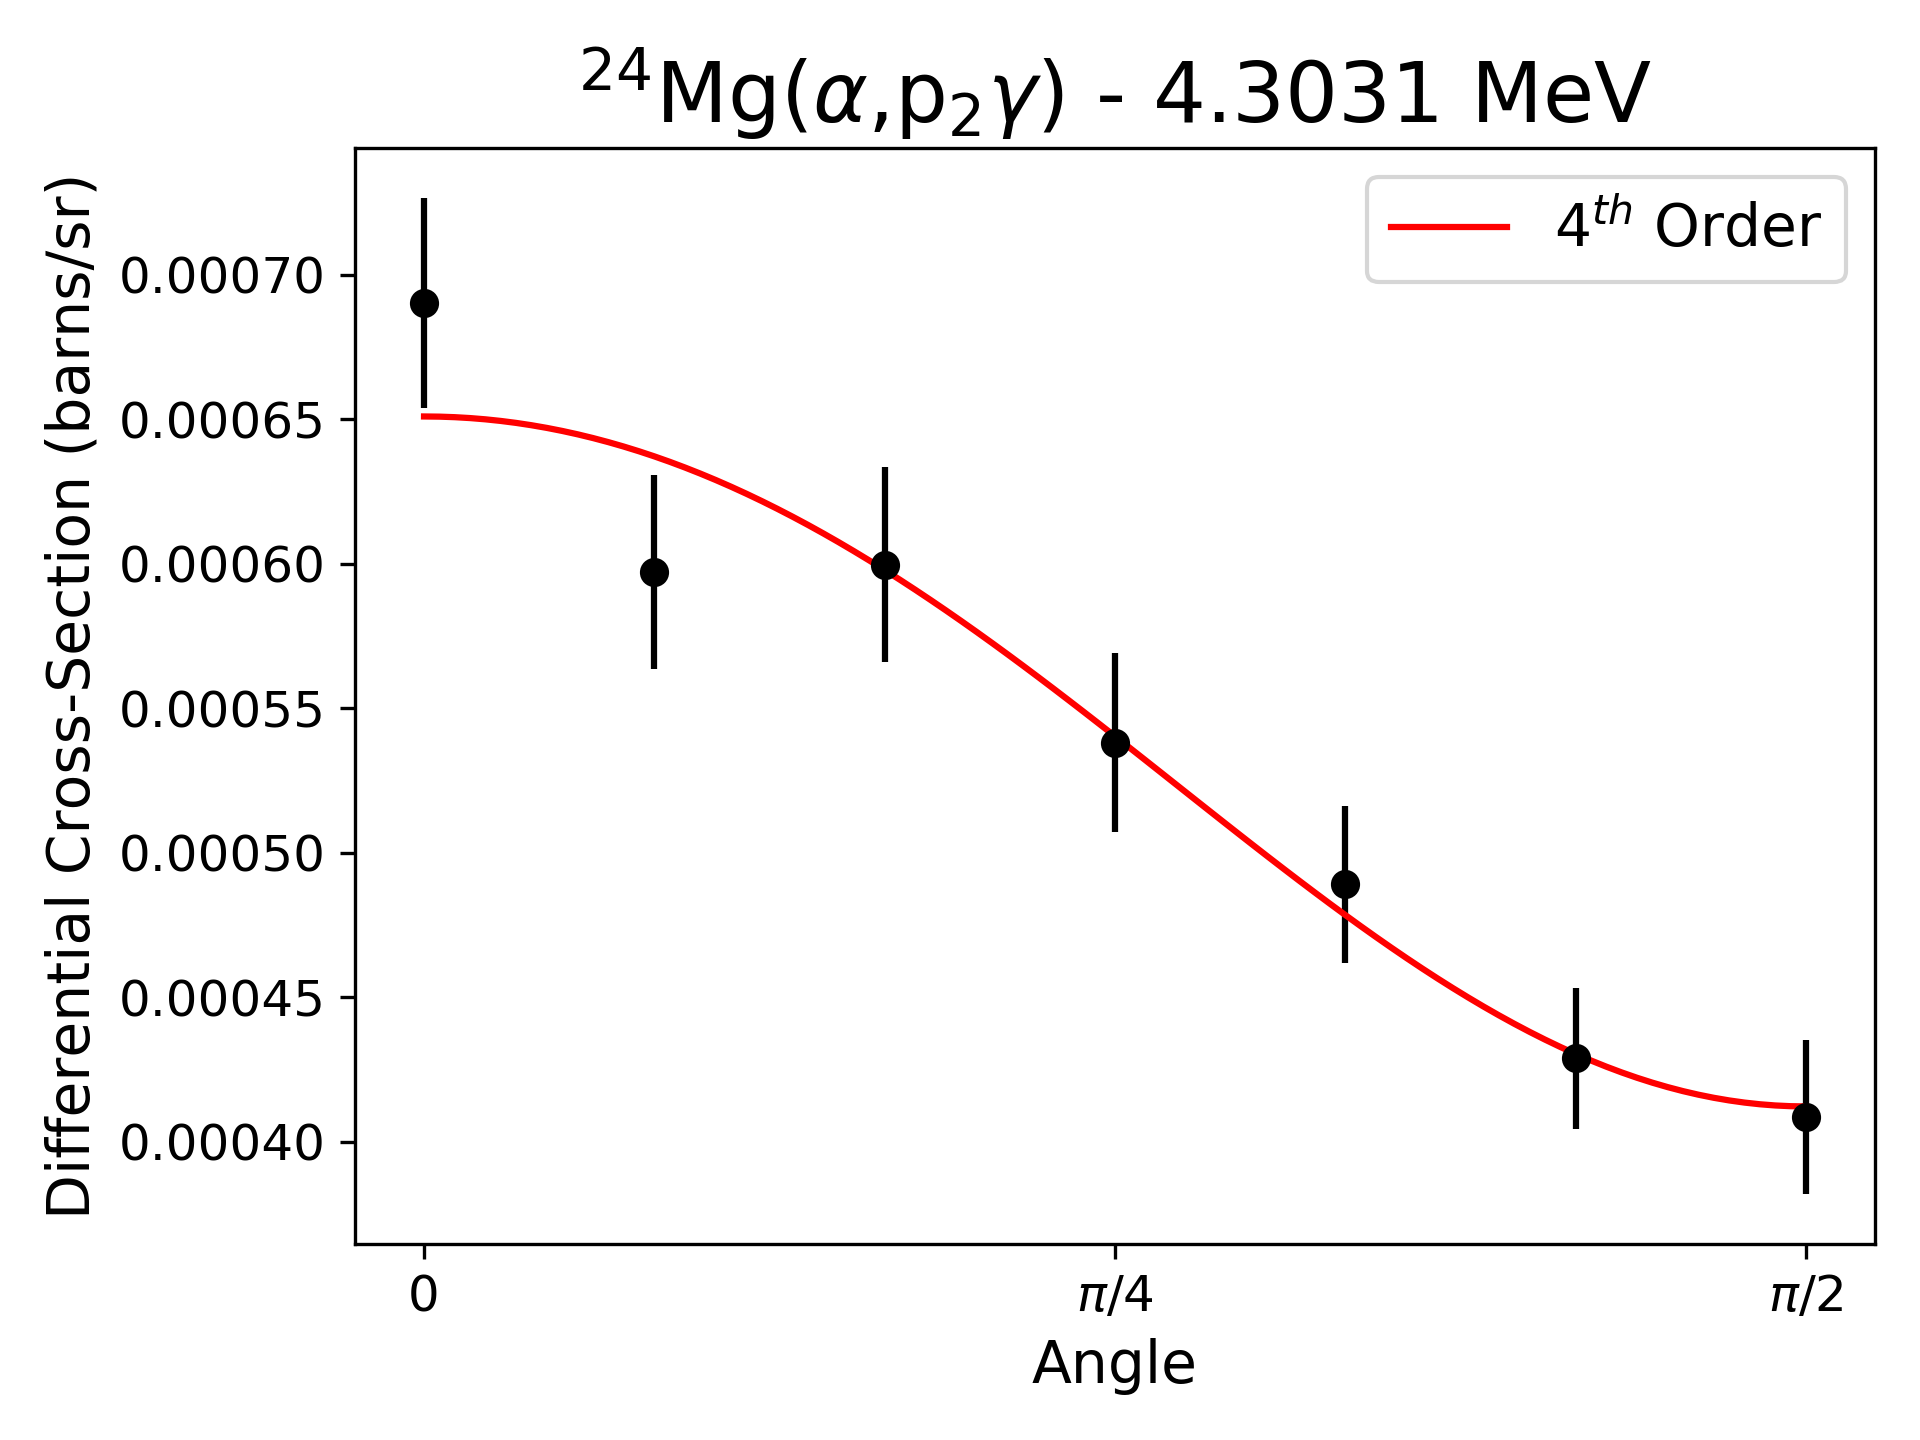 ²⁴Mg(α,p₂γ) - 4.3031 MeV
4ᵗʰ Order
Differential Cross-Section (barns/sr)
0.00070
0.00065
0.00060
0.00055
0.00050
0.00045
0.00040
0 π/4 π/2
Angle